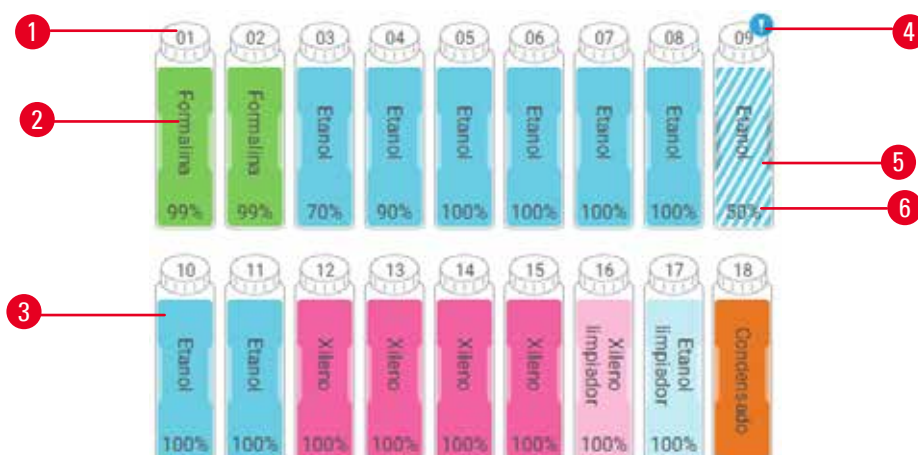 1
01 02 03 04 05 06 07 08 09
!
4
2
Formalina Formalina Etanol Etanol Etanol Etanol Etanol Etanol Etanol
5
99% 99% 70% 90% 100% 100% 100% 100% 50%
6
10 11 12 13 14 15 16 17 18
3
Etanol Etanol Xileno Xileno Xileno Xileno Xileno limpiador Etanol limpiador Condensado
100% 100% 100% 100% 100% 100% 100% 100%